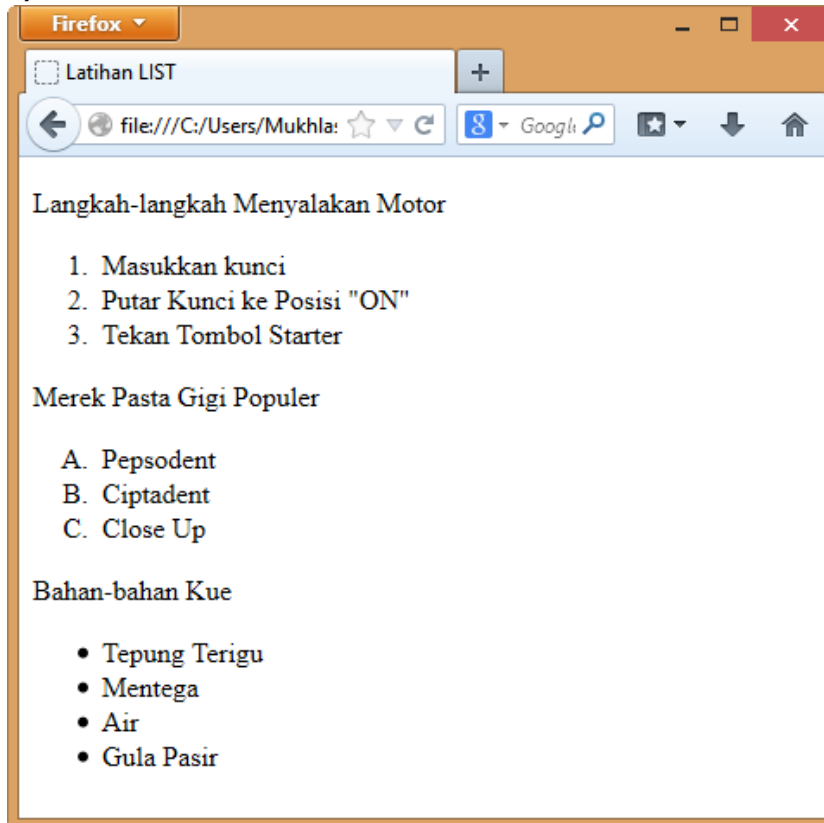 Firefox
Latihan LIST
file:///C:/Users/Mukhla
Googl
Langkah-langkah Menyalakan Motor
1. Masukkan kunci
2. Putar Kunci ke Posisi "ON"
3. Tekan Tombol Starter
Merek Pasta Gigi Populer
A. Pepsodent
B. Ciptadent
C. Close Up
Bahan-bahan Kue
• Tepung Terigu
• Mentega
• Air
• Gula Pasir